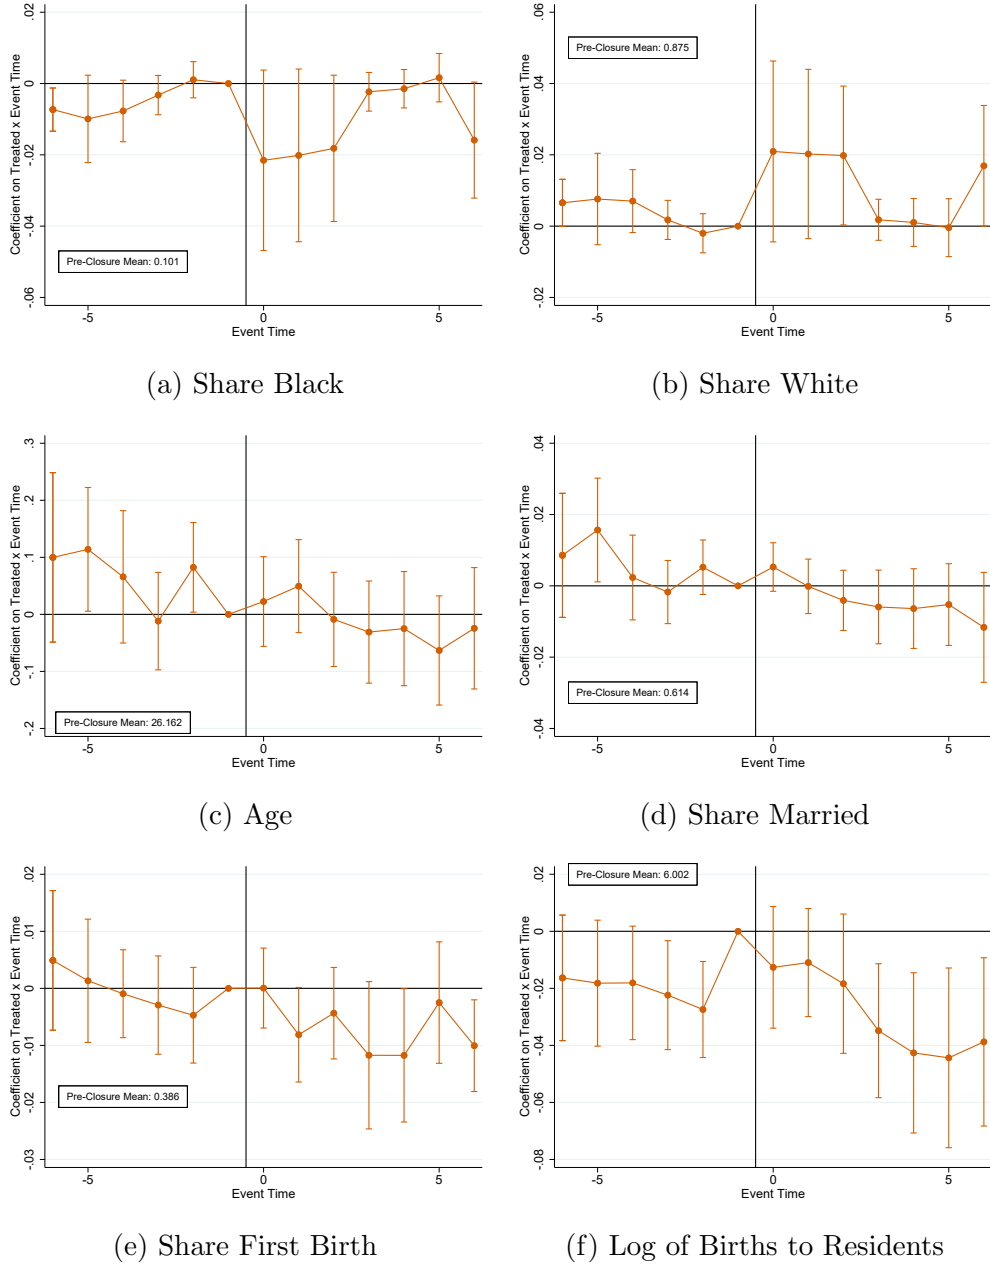 .02
0
-.02
-.04
-.06
Coefficient on Treated x Event Time
Pre-Closure Mean: 0.101
-5 0 5
Event Time
(a) Share Black
.06
.04
.02
0
-.02
Coefficient on Treated x Event Time
Pre-Closure Mean: 0.875
-5 0 5
Event Time
(b) Share White
.3
.2
.1
0
-.1
-.2
Coefficient on Treated x Event Time
Pre-Closure Mean: 26.162
-5 0 5
Event Time
(c) Age
.04
.02
0
-.02
-.04
Coefficient on Treated x Event Time
Pre-Closure Mean: 0.614
-5 0 5
Event Time
(d) Share Married
.02
.01
0
-.01
-.02
-.03
Coefficient on Treated x Event Time
Pre-Closure Mean: 0.386
-5 0 5
Event Time
(e) Share First Birth
.02
0
-.02
-.04
-.06
-.08
Coefficient on Treated x Event Time
Pre-Closure Mean: 6.002
-5 0 5
Event Time
(f) Log of Births to Residents